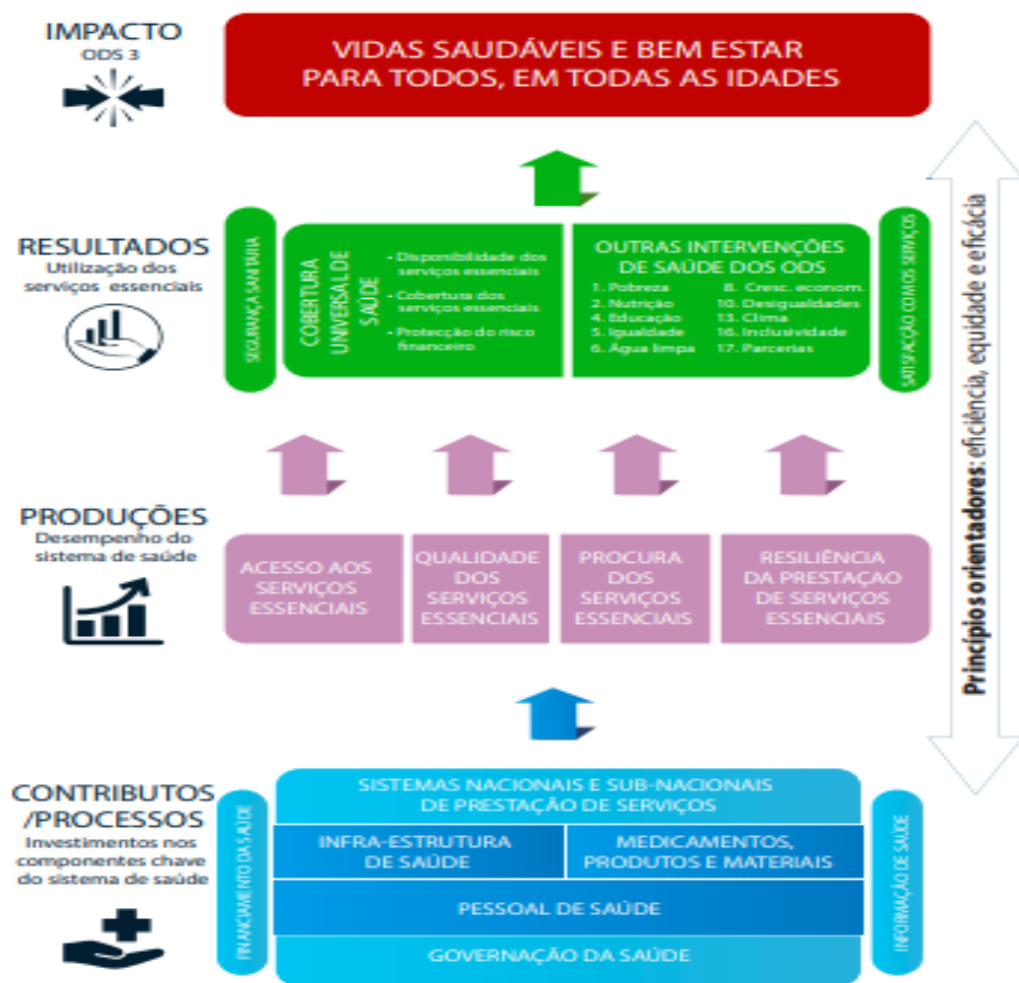 IMPACTO
ODS 3
VIDAS SAUDÁVEIS E BEM ESTAR
PARA TODOS, EM TODAS AS IDADES
RESULTADOS
Utilização dos
serviços essenciais
SEGURANÇA SANITÁRIA
COBERTURA
UNIVERSAL DE
SAÚDE
• Disponibilidade dos
serviços essenciais
• Cobertura dos
serviços essenciais
• Protecção do risco
financeiro
OUTRAS INTERVENÇÕES
DE SAÚDE DOS ODS
1. Pobreza
2. Nutrição
4. Educação
5. Igualdade
6. Água limpa
8. Cresc. econom.
10. Desigualdades
13. Clima
16. Inclusividade
17. Parcerias
SATISFACÇÃO COM OS SERVIÇOS
Princípios orientadores: eficiência, equidade e eficácia
PRODUÇÕES
Desempenho do
sistema de saúde
ACESSO AOS
SERVIÇOS
ESSENCIAIS
QUALIDADE
DOS
SERVIÇOS
ESSENCIAIS
PROCURA
DOS
SERVIÇOS
ESSENCIAIS
RESILIÊNCIA
DA PRESTAÇAO
DE SERVIÇOS
ESSENCIAIS
CONTRIBUTOS
/PROCESSOS
Investimentos nos
componentes chave
do sistema de saúde
FINANCIAMENTO DA SAÚDE
SISTEMAS NACIONAIS E SUB-NACIONAIS
DE PRESTAÇÃO DE SERVIÇOS
INFRA-ESTRUTURA
DE SAÚDE
MEDICAMENTOS,
PRODUTOS E MATERIAIS
PESSOAL DE SAÚDE
GOVERNAÇÃO DA SAÚDE
INFORMAÇÃO DE SAÚDE